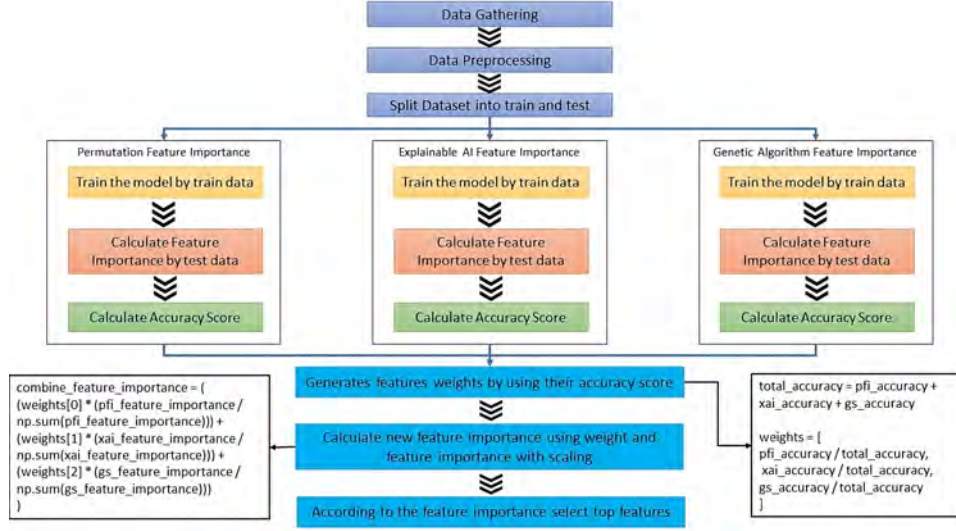 Data Gathering
Data Preprocessing
Split Dataset into train and test
Permutation Feature Importance
Train the model by train data
Calculate Feature
Importance by test data
Calculate Accuracy Score
Explainable AI Feature Importance
Train the model by train data
Calculate Feature
Importance by test data
Calculate Accuracy Score
Genetic Algorithm Feature Importance
Train the model by train data
Calculate Feature
Importance by test data
Calculate Accuracy Score
combine_feature_importance = (
(weights[0] * (pfi_feature_importance /
np.sum(pfi_feature_importance))) +
(weights[1] * (xai_feature_importance /
np.sum(xai_feature_importance))) +
(weights[2] * (gs_feature_importance /
np.sum(gs_feature_importance)))
)
Generates features weights by using their accuracy score
Calculate new feature Importance using weight and
feature importance with scaling
According to the feature importance select top features
total_accuracy = pfi_accuracy +
xai_accuracy + gs_accuracy
weights = [
pfi_accuracy / total_accuracy,
xai_accuracy / total_accuracy,
gs_accuracy / total_accuracy
]